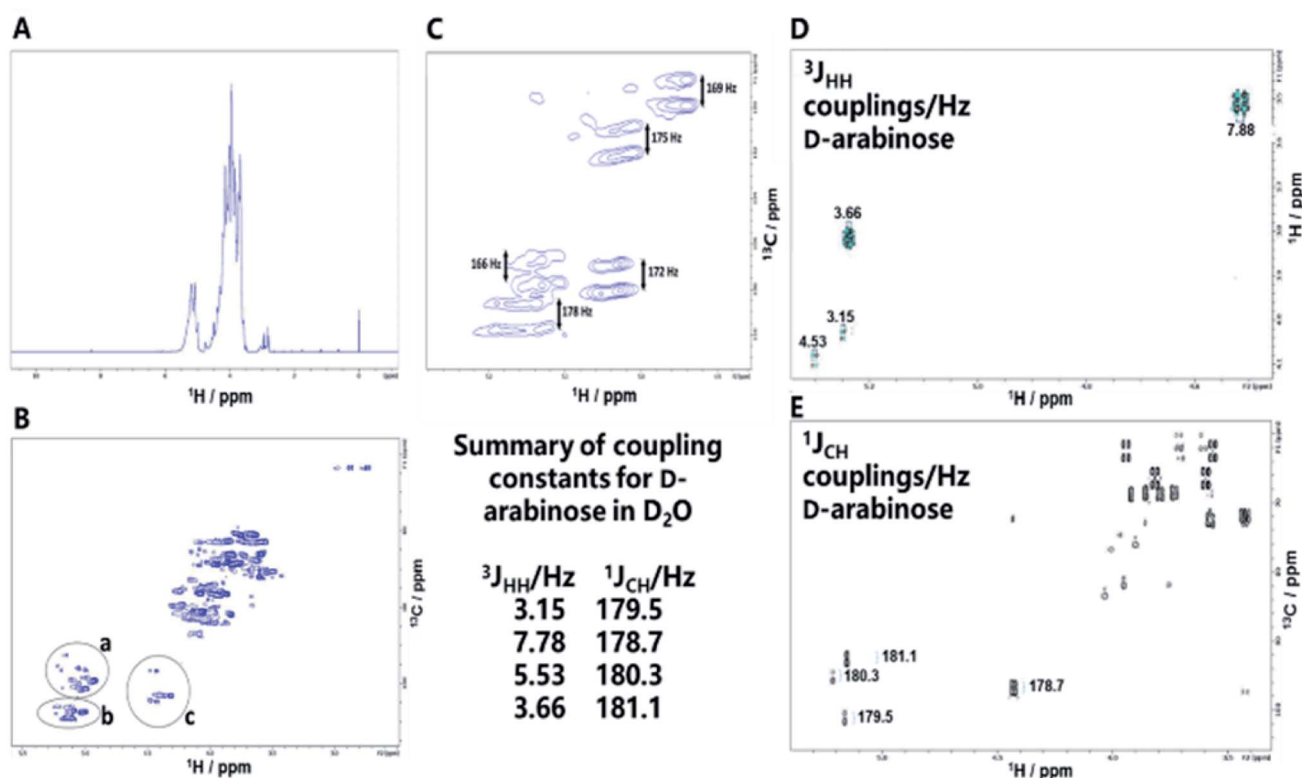 A
¹H / ppm
B
a
b
c
¹³C / ppm
¹H / ppm
C
169 Hz
175 Hz
166 Hz
172 Hz
178 Hz
¹³C / ppm
¹H / ppm
Summary of coupling
constants for D-
arabinose in D₂O
³J_HH/Hz ¹J_CH/Hz
3.15 179.5
7.78 178.7
5.53 180.3
3.66 181.1
D
³J_HH
couplings/Hz
D-arabinose
7.88
3.66
3.15
4.53
¹H / ppm
¹H / ppm
E
¹J_CH
couplings/Hz
D-arabinose
181.1
180.3
178.7
179.5
¹³C / ppm
¹H / ppm